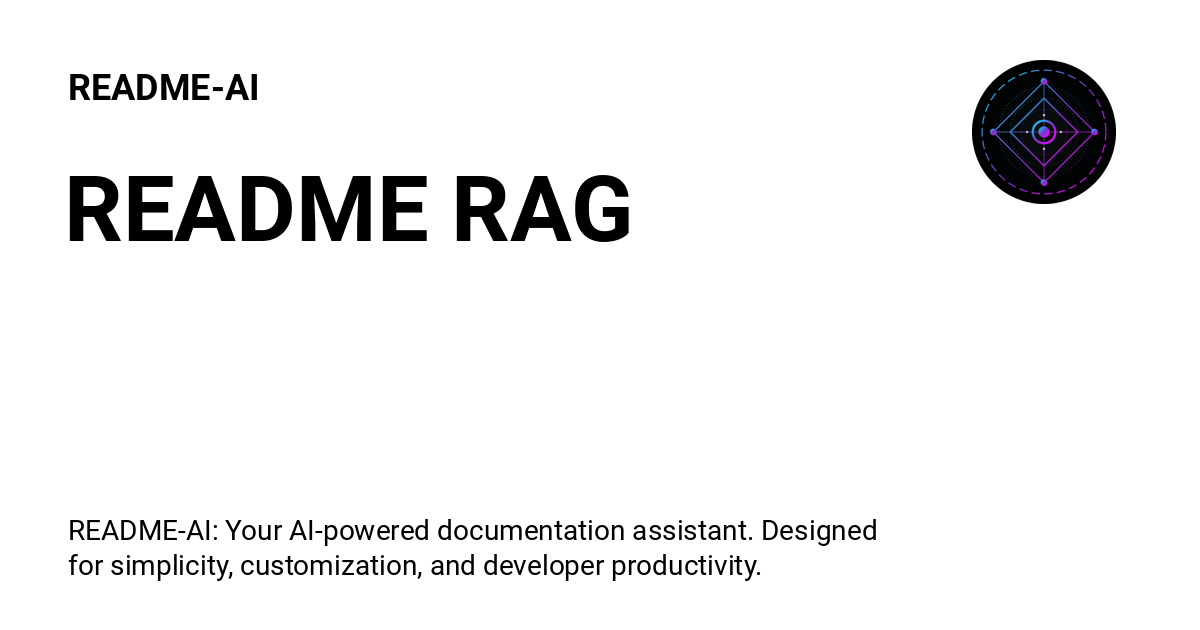 README-AI
README RAG
README-AI: Your AI-powered documentation assistant. Designed
for simplicity, customization, and developer productivity.